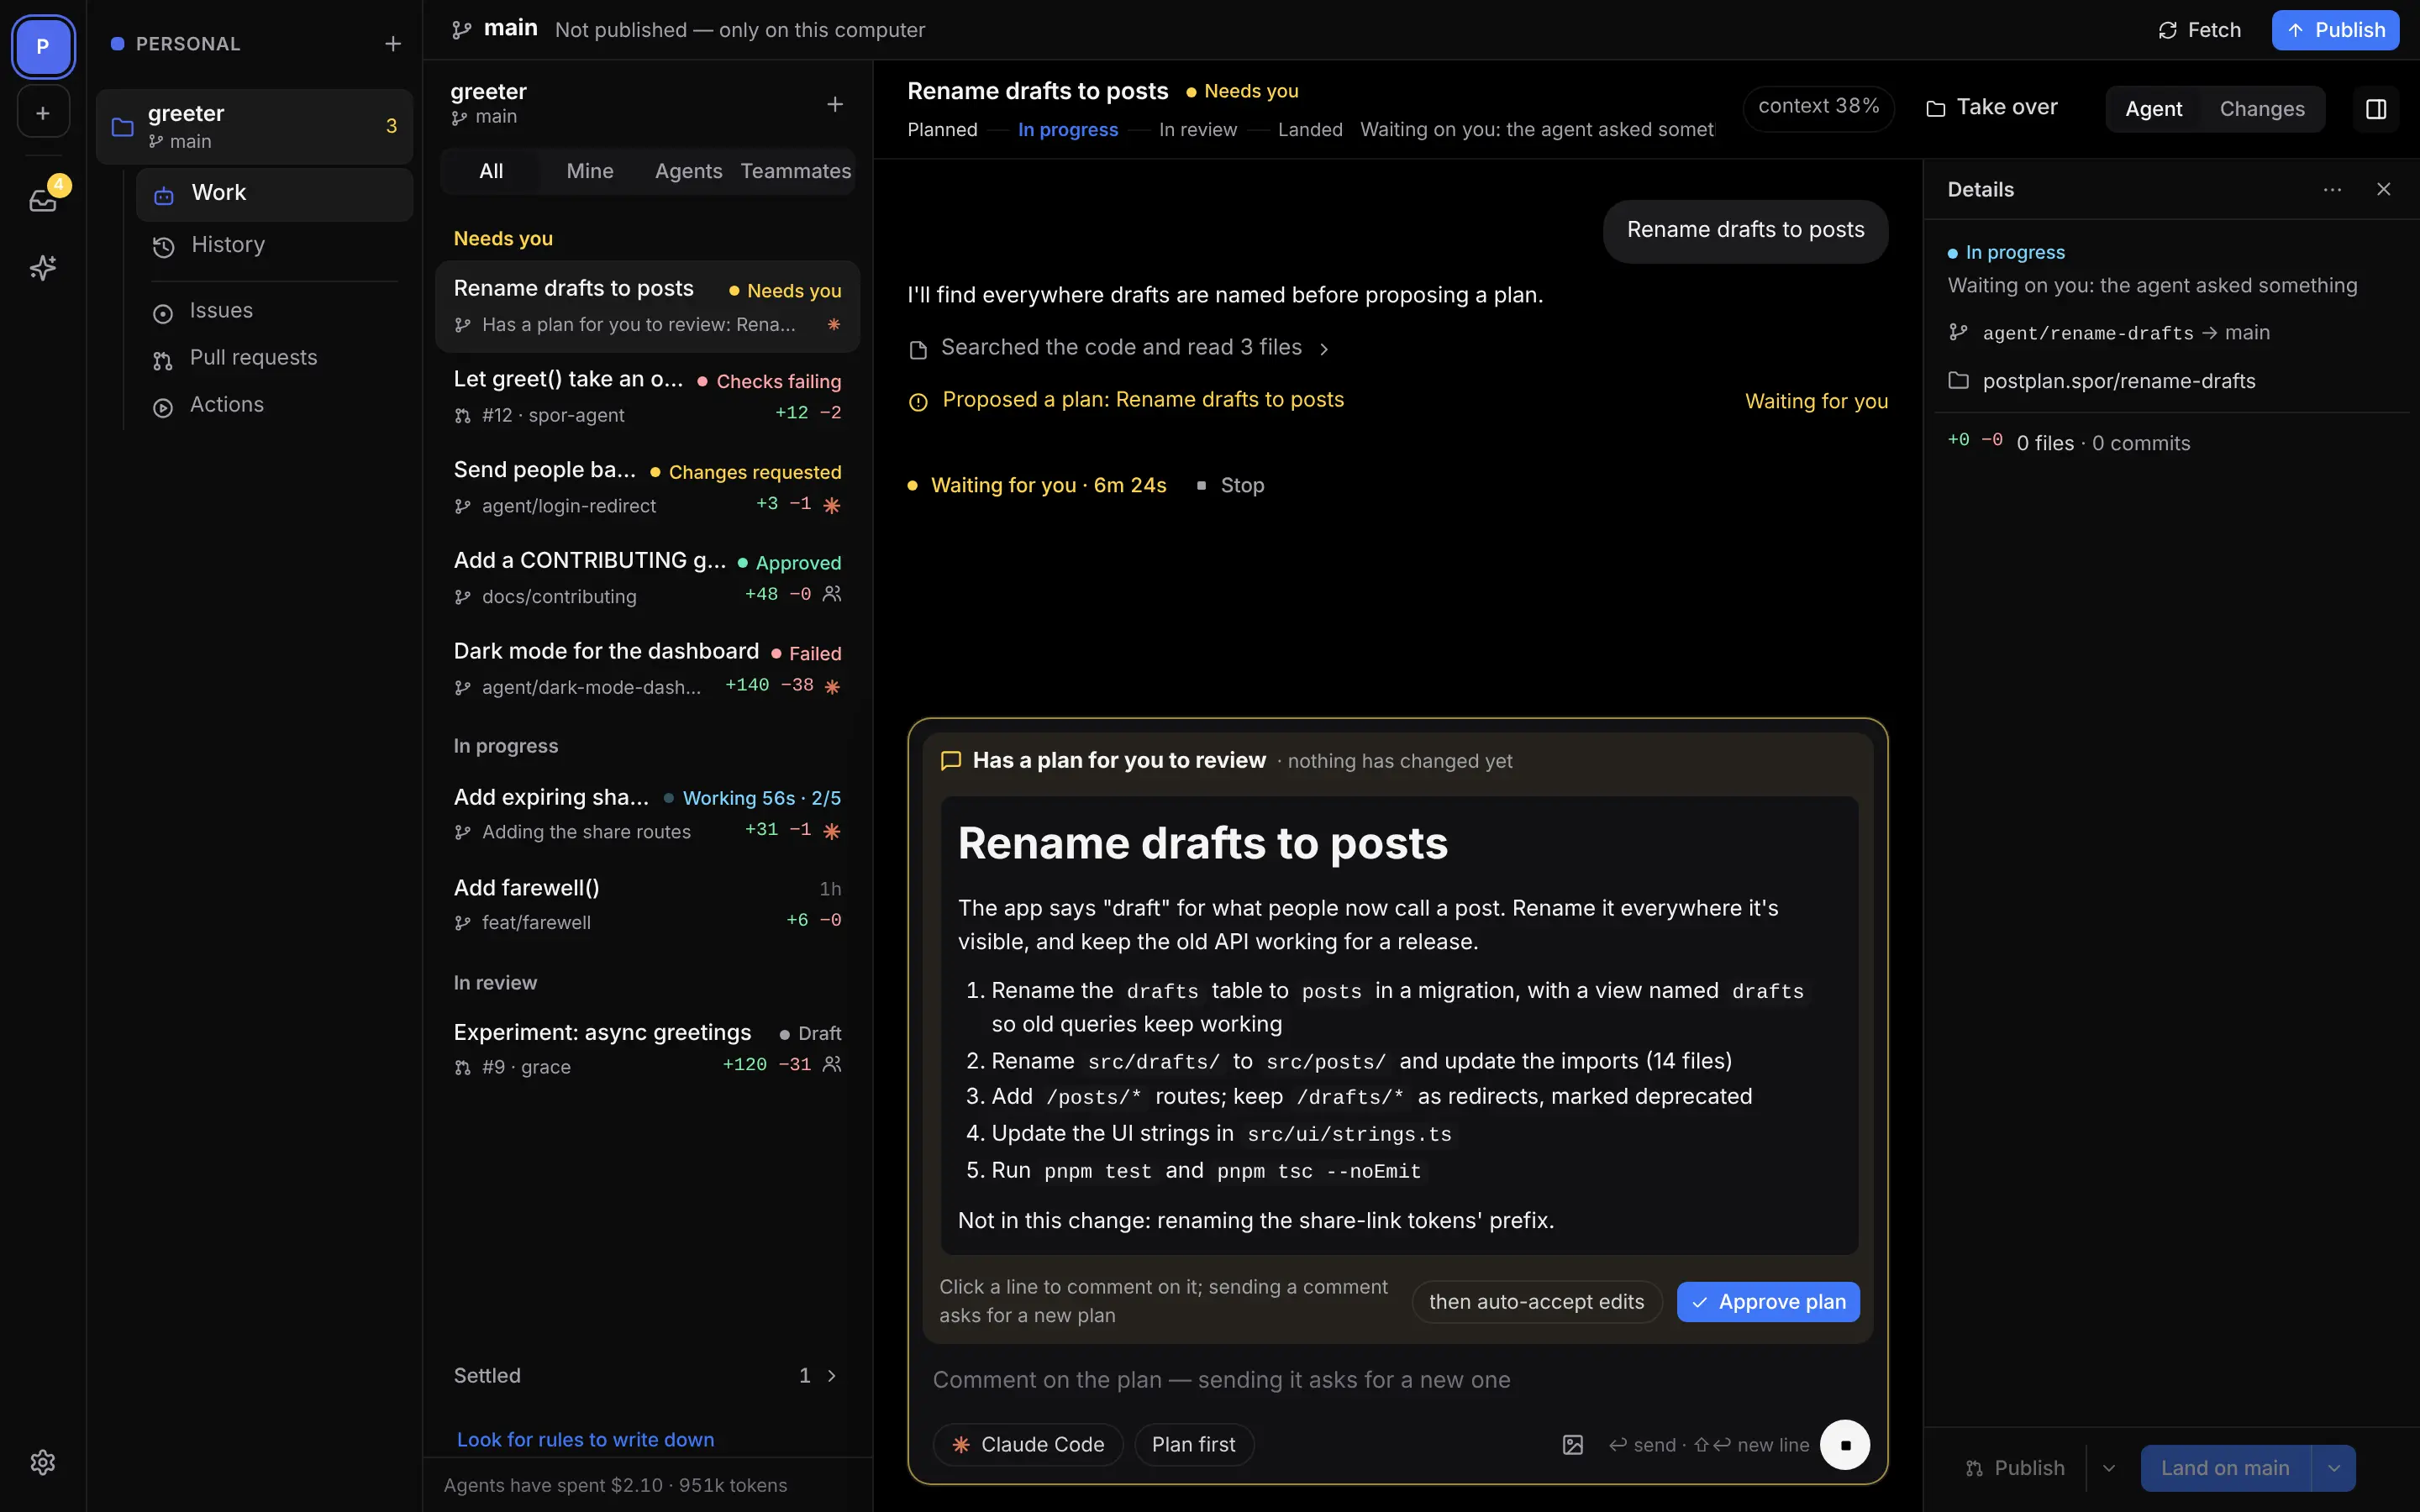 P
+
4
PERSONAL
greeter
main
3
Work
History
Issues
Pull requests
Actions
main
Not published — only on this computer
Fetch
Publish
greeter
main
All
Mine
Agents
Teammates
Needs you
Rename drafts to posts
Needs you
Has a plan for you to review: Rena...
Let greet() take an o...
Checks failing
#12 · spor-agent
+12 −2
Send people ba...
Changes requested
agent/login-redirect
+3 −1
Add a CONTRIBUTING g...
Approved
docs/contributing
+48 −0
Dark mode for the dashboard
Failed
agent/dark-mode-dash...
+140 −38
In progress
Add expiring sha...
Working 56s · 2/5
Adding the share routes
+31 −1
Add farewell()
1h
feat/farewell
+6 −0
In review
Experiment: async greetings
Draft
#9 · grace
+120 −31
Settled
1
Look for rules to write down
Agents have spent $2.10 · 951k tokens
Rename drafts to posts
Needs you
Planned
In progress
In review
Landed
Waiting on you: the agent asked somet
context 38%
Take over
Agent
Changes
Rename drafts to posts
I'll find everywhere drafts are named before proposing a plan.
Searched the code and read 3 files
Proposed a plan: Rename drafts to posts
Waiting for you
Waiting for you · 6m 24s
Stop
Has a plan for you to review · nothing has changed yet
Rename drafts to posts
The app says "draft" for what people now call a post. Rename it everywhere it's
visible, and keep the old API working for a release.
1. Rename the drafts table to posts in a migration, with a view named drafts
so old queries keep working
2. Rename src/drafts/ to src/posts/ and update the imports (14 files)
3. Add /posts/* routes; keep /drafts/* as redirects, marked deprecated
4. Update the UI strings in src/ui/strings.ts
5. Run pnpm test and pnpm tsc --noEmit
Not in this change: renaming the share-link tokens' prefix.
Click a line to comment on it; sending a comment
asks for a new plan
then auto-accept edits
Approve plan
Comment on the plan — sending it asks for a new one
Claude Code
Plan first
send · new line
Details
In progress
Waiting on you: the agent asked something
agent/rename-drafts → main
postplan.spor/rename-drafts
+0 −0 0 files · 0 commits
Publish
Land on main